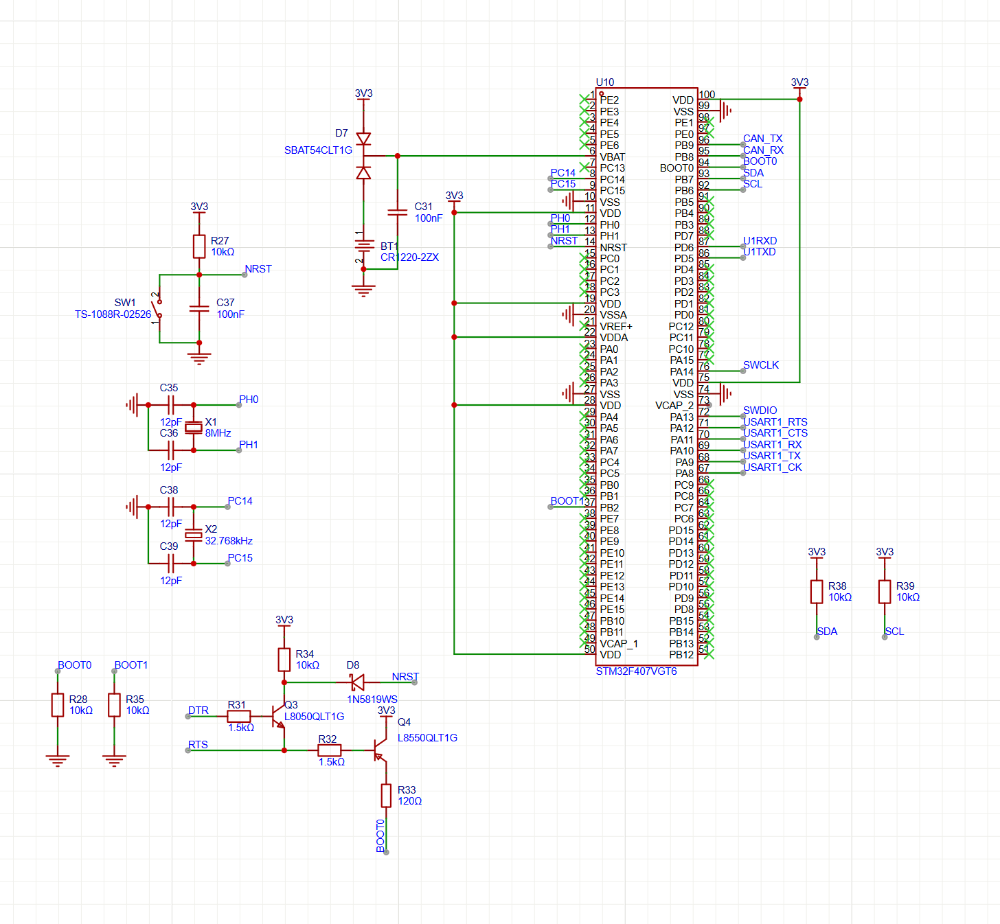 3V3
D7
SBAT54CLT1G
C31
100nF
BT1
CR1220-2ZX
1
2
3V3
R27
10kΩ
NRST
SW1
TS-1088R-02526
2
1
C37
100nF
C35
12pF
C36
12pF
X1
8MHz
PH0
PH1
C38
12pF
C39
12pF
X2
32.768kHz
PC14
PC15
BOOT0
R28
10kΩ
BOOT1
R35
10kΩ
3V3
R34
10kΩ
D8
1N5819WS
NRST
DTR
R31
1.5kΩ
Q3
L8050QLT1G
RTS
R32
1.5kΩ
3V3
Q4
L8550QLT1G
R33
120Ω
BOOT0
3V3
PC14
PC15
PH0
PH1
NRST
BOOT1
U10
1 PE2
2 PE3
3 PE4
4 PE5
5 PE6
6 VBAT
7 PC13
8 PC14
9 PC15
10 VSS
11 VDD
12 PH0
13 PH1
14 NRST
15 PC0
16 PC1
17 PC2
18 PC3
19 VDD
20 VSSA
21 VREF+
22 VDDA
23 PA0
24 PA1
25 PA2
26 PA3
27 VSS
28 VDD
29 PA4
30 PA5
31 PA6
32 PA7
33 PC4
34 PC5
35 PB0
36 PB1
37 PB2
38 PE7
39 PE8
40 PE9
41 PE10
42 PE11
43 PE12
44 PE13
45 PE14
46 PE15
47 PB10
48 PB11
49 VCAP_1
50 VDD
VDD 100
VSS 99
PE1 98
PE0 97
PB9 96
PB8 95
BOOT0 94
PB7 93
PB6 92
PB5 91
PB4 90
PB3 89
PD7 88
PD6 87
PD5 86
PD4 85
PD3 84
PD2 83
PD1 82
PD0 81
PC12 80
PC11 79
PC10 78
PA15 77
PA14 76
VDD 75
VSS 74
VCAP_2 73
PA13 72
PA12 71
PA11 70
PA10 69
PA9 68
PA8 67
PC9 66
PC8 65
PC7 64
PC6 63
PD15 62
PD14 61
PD13 60
PD12 59
PD11 58
PD10 57
PD9 56
PD8 55
PB15 54
PB14 53
PB13 52
PB12 51
STM32F407VGT6
3V3
CAN_TX
CAN_RX
BOOT0
SDA
SCL
U1RXD
U1TXD
SWCLK
SWDIO
USART1_RTS
USART1_CTS
USART1_RX
USART1_TX
USART1_CK
3V3
R38
10kΩ
SDA
3V3
R39
10kΩ
SCL